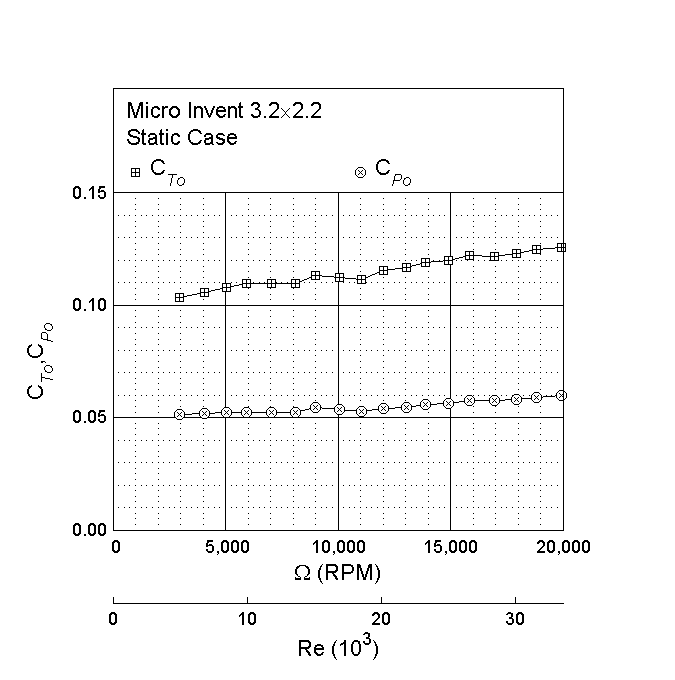 Micro Invent 3.2×2.2
Static Case
C_To C_Po
0.15
0.10
0.05
0.00
C_To,C_Po
0 5,000 10,000 15,000 20,000
Ω (RPM)
0 10 20 30
Re (10³)